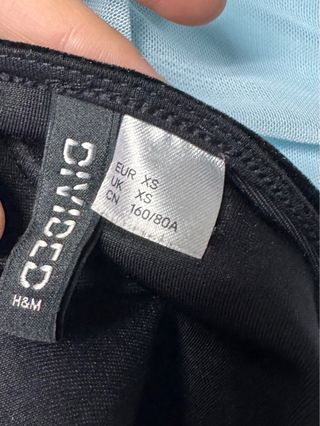 DIVIDED
H&M
EUR XS
UK XS
CN 160/80A